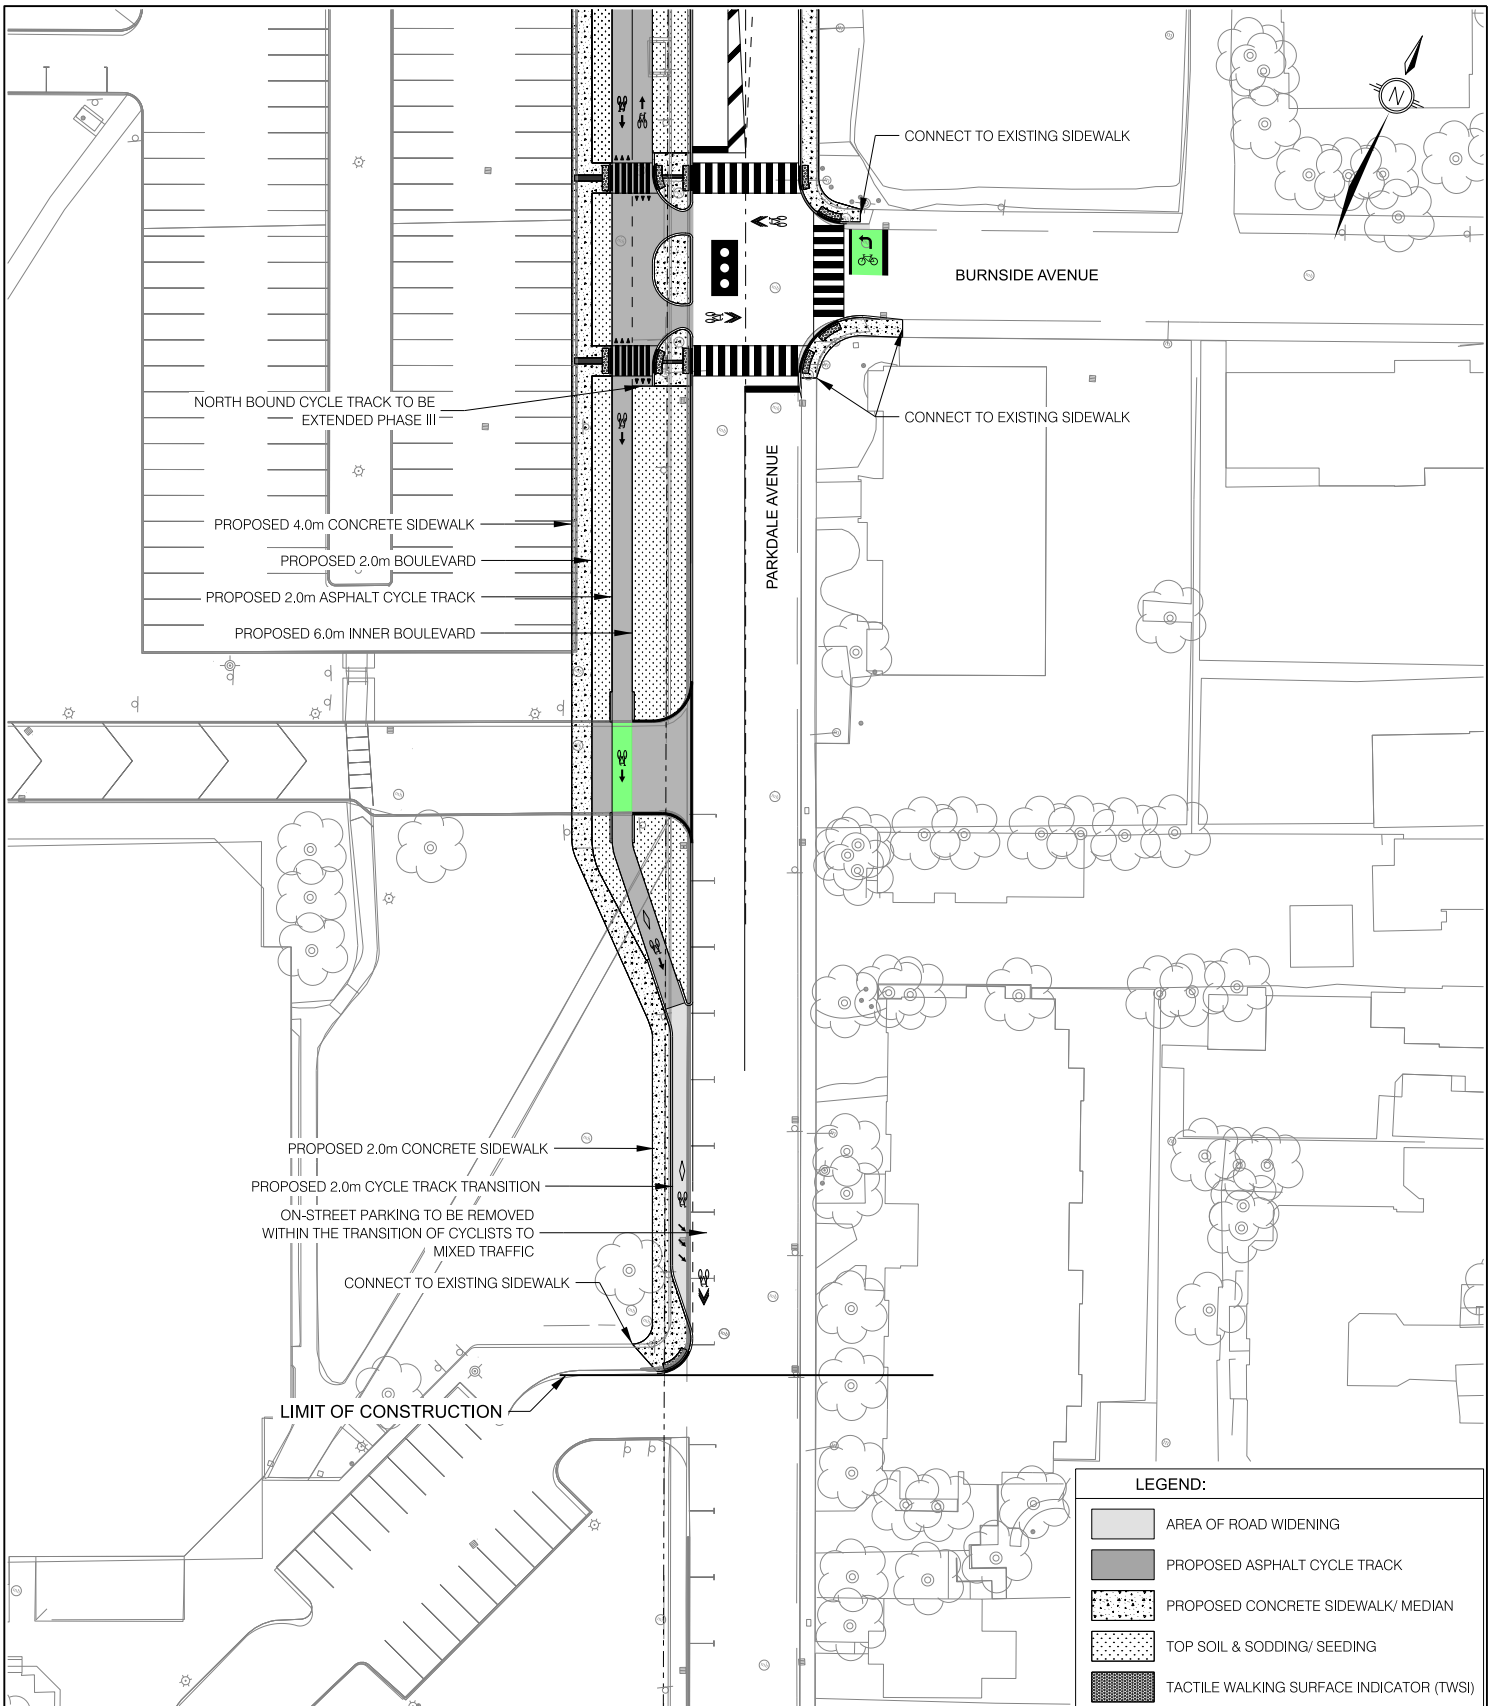 N
CONNECT TO EXISTING SIDEWALK
BURNSIDE AVENUE
NORTH BOUND CYCLE TRACK TO BE
EXTENDED PHASE III
CONNECT TO EXISTING SIDEWALK
PARKDALE AVENUE
PROPOSED 4.0m CONCRETE SIDEWALK
PROPOSED 2.0m BOULEVARD
PROPOSED 2.0m ASPHALT CYCLE TRACK
PROPOSED 6.0m INNER BOULEVARD
PROPOSED 2.0m CONCRETE SIDEWALK
PROPOSED 2.0m CYCLE TRACK TRANSITION
ON-STREET PARKING TO BE REMOVED
WITHIN THE TRANSITION OF CYCLISTS TO
MIXED TRAFFIC
CONNECT TO EXISTING SIDEWALK
LIMIT OF CONSTRUCTION
LEGEND:
AREA OF ROAD WIDENING
PROPOSED ASPHALT CYCLE TRACK
PROPOSED CONCRETE SIDEWALK/ MEDIAN
TOP SOIL & SODDING/ SEEDING
TACTILE WALKING SURFACE INDICATOR (TWSI)